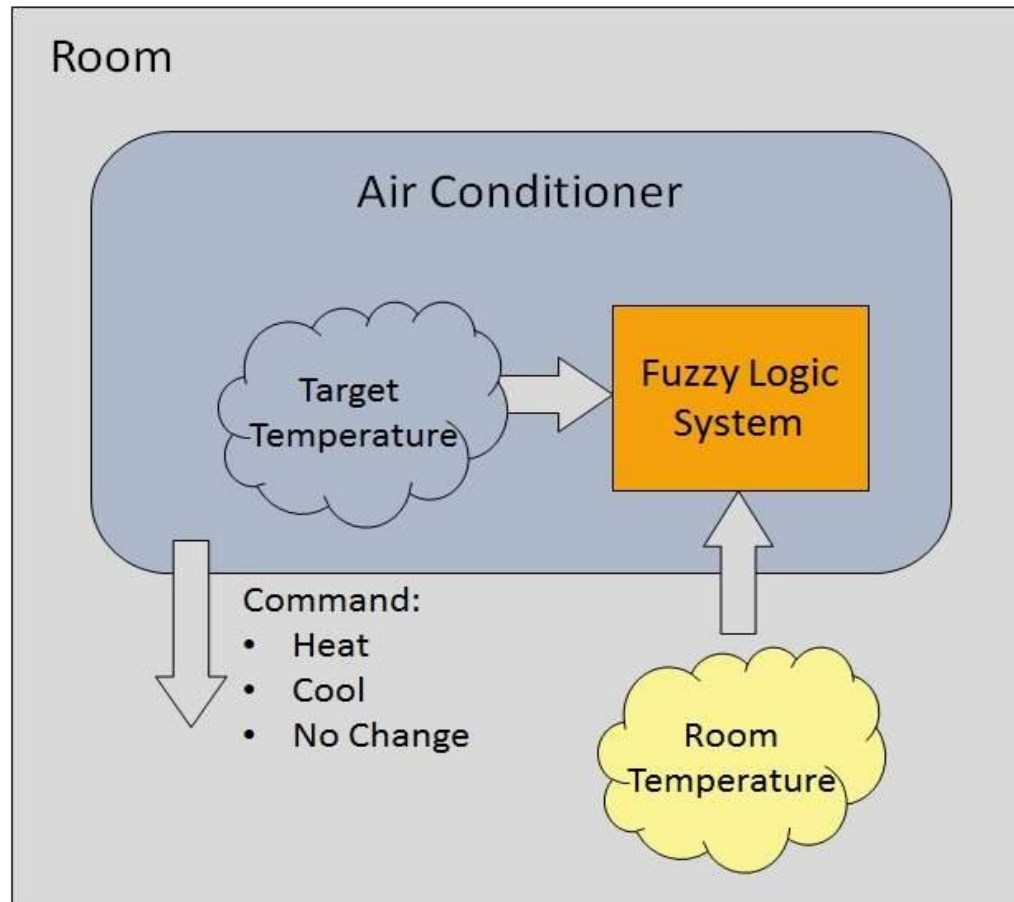 Room
Air Conditioner
Target
Temperature
Fuzzy Logic
System
Command:
• Heat
• Cool
• No Change
Room
Temperature